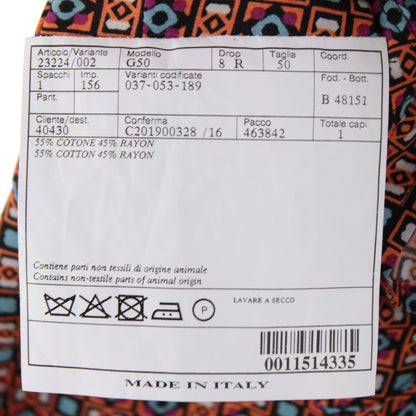 Articolo/Variante Modello Drop Taglia Coord.
23224/002 G50 8 R 50
Spacchi Imp. Varianti codificate Fod. - Bott.
1 156 037-053-189
Pant. B 48151
Cliente/dest. Conferma Pacco Totale capi
40430 C201900328 /16 463842 1
55% COTONE 45% RAYON
55% COTTON 45% RAYON
Contiene parti non tessili di origine animale
Contains non-textile parts of animal origin
P LAVARE A SECCO
0011514335
MADE IN ITALY